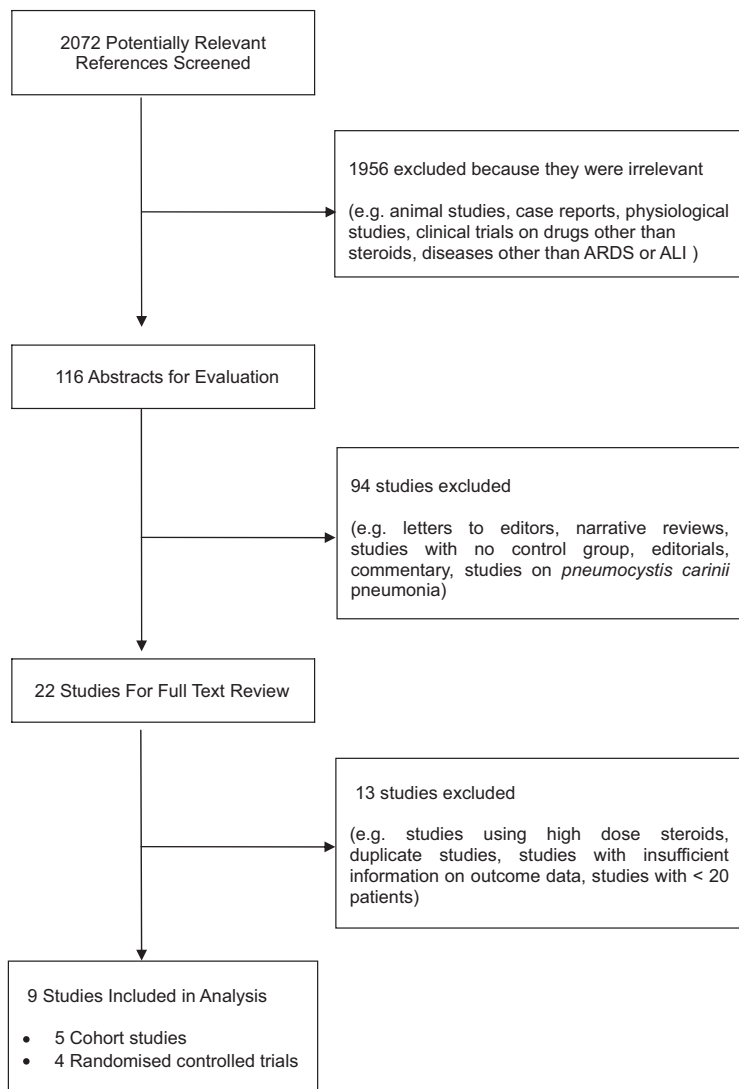 2072 Potentially Relevant
References Screened
1956 excluded because they were irrelevant
(e.g. animal studies, case reports, physiological
studies, clinical trials on drugs other than
steroids, diseases other than ARDS or ALI )
116 Abstracts for Evaluation
94 studies excluded
(e.g. letters to editors, narrative reviews,
studies with no control group, editorials,
commentary, studies on pneumocystis carinii
pneumonia)
22 Studies For Full Text Review
13 studies excluded
(e.g. studies using high dose steroids,
duplicate studies, studies with insufficient
information on outcome data, studies with < 20
patients)
9 Studies Included in Analysis
• 5 Cohort studies
• 4 Randomised controlled trials